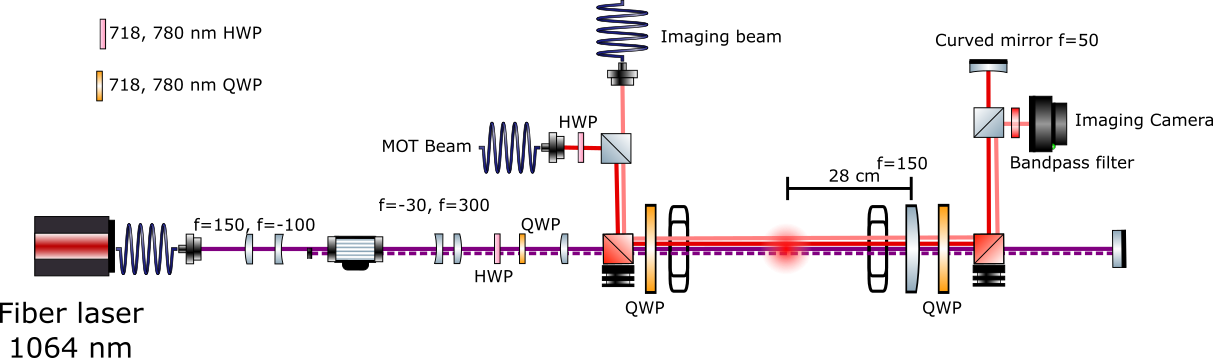 718, 780 nm HWP
718, 780 nm QWP
Imaging beam
Curved mirror f=50
Imaging Camera
Bandpass filter
HWP
MOT Beam
f=150
28 cm
f=-30, f=300
f=150, f=-100
QWP
HWP
QWP
QWP
Fiber laser
1064 nm